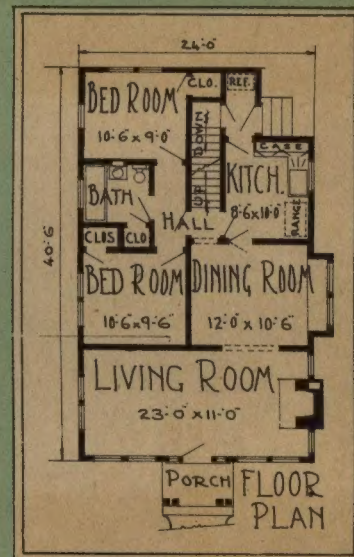 24'-0"
CLO.
REF.
BED ROOM
10'-6" x 9'-0"
DOWN
UP
CASE
KITCH.
8'-6" x 10'-0"
RANGE
BATH
HALL
CLOS
CLO
40'-6"
BED ROOM
10'-6" x 9'-6"
DINING ROOM
12'-0" x 10'-6"
LIVING ROOM
23'-0" x 11'-0"
PORCH
FLOOR
PLAN